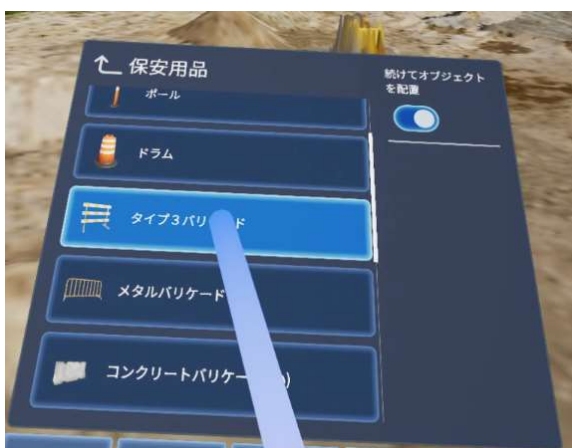 保安用品
続けてオブジェクト
を配置
ポール
ドラム
タイプ3バリ
ド
メタルバリケード
コンクリートバリケー